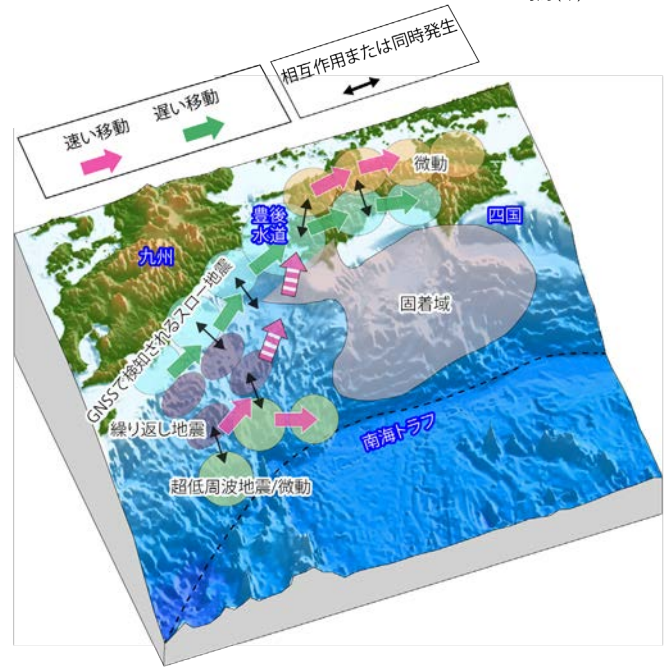 速い移動
遅い移動
相互作用または同時発生
微動
豊後
水道
四国
九州
GNSSで検知されるスロー地震
固着域
繰り返し地震
南海トラフ
超低周波地震/微動